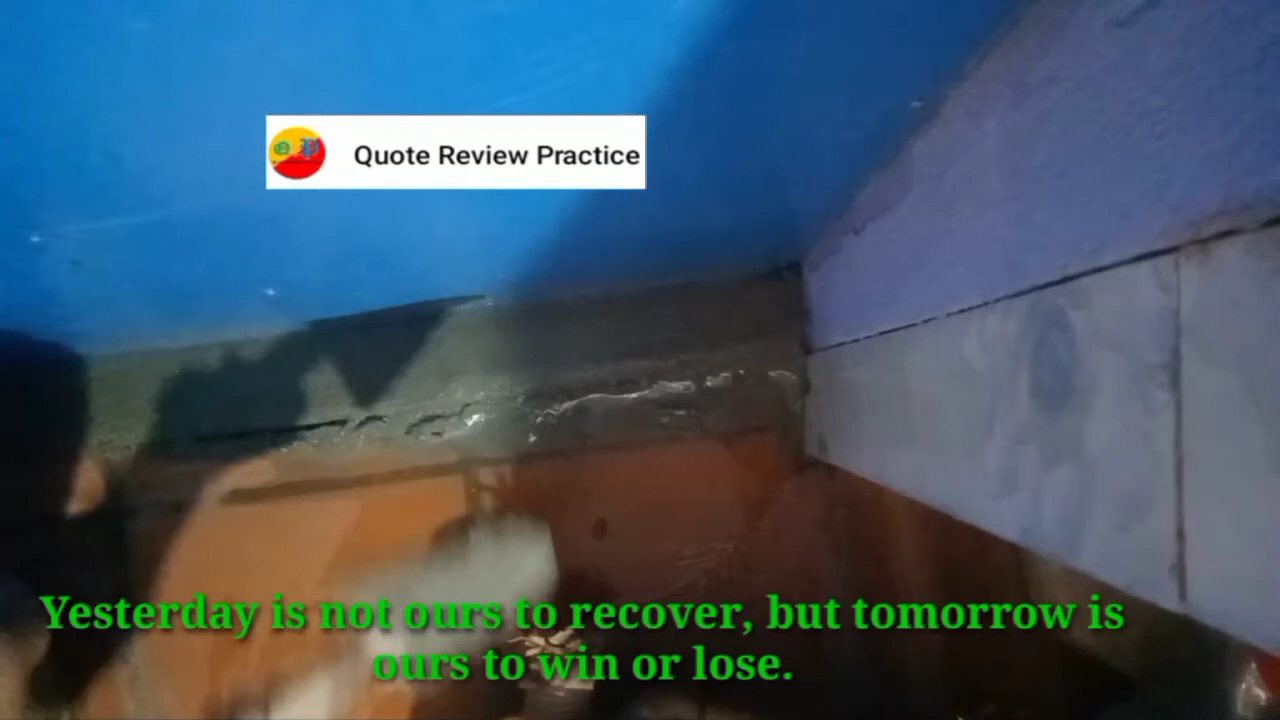 Quote Review Practice
Yesterday is not ours to recover, but tomorrow is
ours to win or lose.